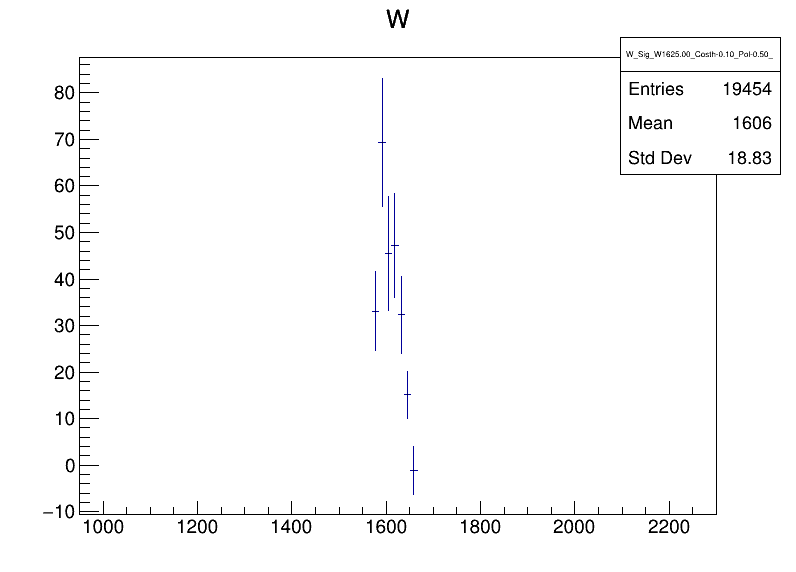 W
W_Sig_W1625.00_Costh-0.10_Pol-0.50_
Entries 19454
Mean 1606
Std Dev 18.83
80
70
60
50
40
30
20
10
0
−10
1000 1200 1400 1600 1800 2000 2200